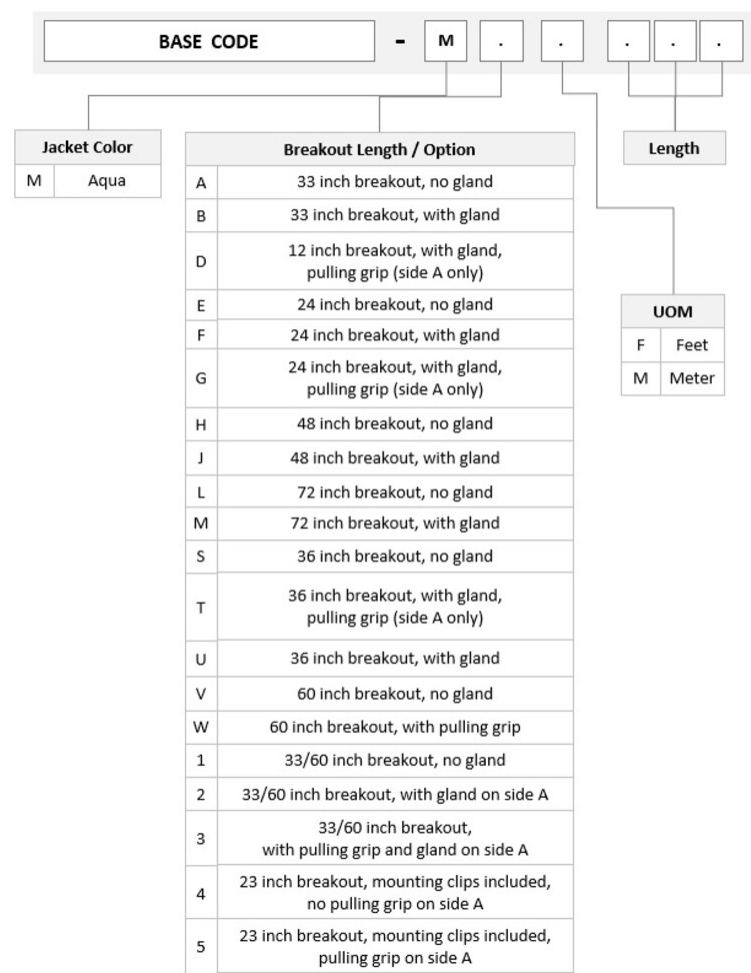 BASE CODE - M . . . . .
Jacket Color
M Aqua
Breakout Length / Option
A 33 inch breakout, no gland
B 33 inch breakout, with gland
D 12 inch breakout, with gland,
pulling grip (side A only)
E 24 inch breakout, no gland
F 24 inch breakout, with gland
G 24 inch breakout, with gland,
pulling grip (side A only)
H 48 inch breakout, no gland
J 48 inch breakout, with gland
L 72 inch breakout, no gland
M 72 inch breakout, with gland
S 36 inch breakout, no gland
T 36 inch breakout, with gland,
pulling grip (side A only)
U 36 inch breakout, with gland
V 60 inch breakout, no gland
W 60 inch breakout, with pulling grip
1 33/60 inch breakout, no gland
2 33/60 inch breakout, with gland on side A
3 33/60 inch breakout,
with pulling grip and gland on side A
4 23 inch breakout, mounting clips included,
no pulling grip on side A
5 23 inch breakout, mounting clips included,
pulling grip on side A
Length
UOM
F Feet
M Meter